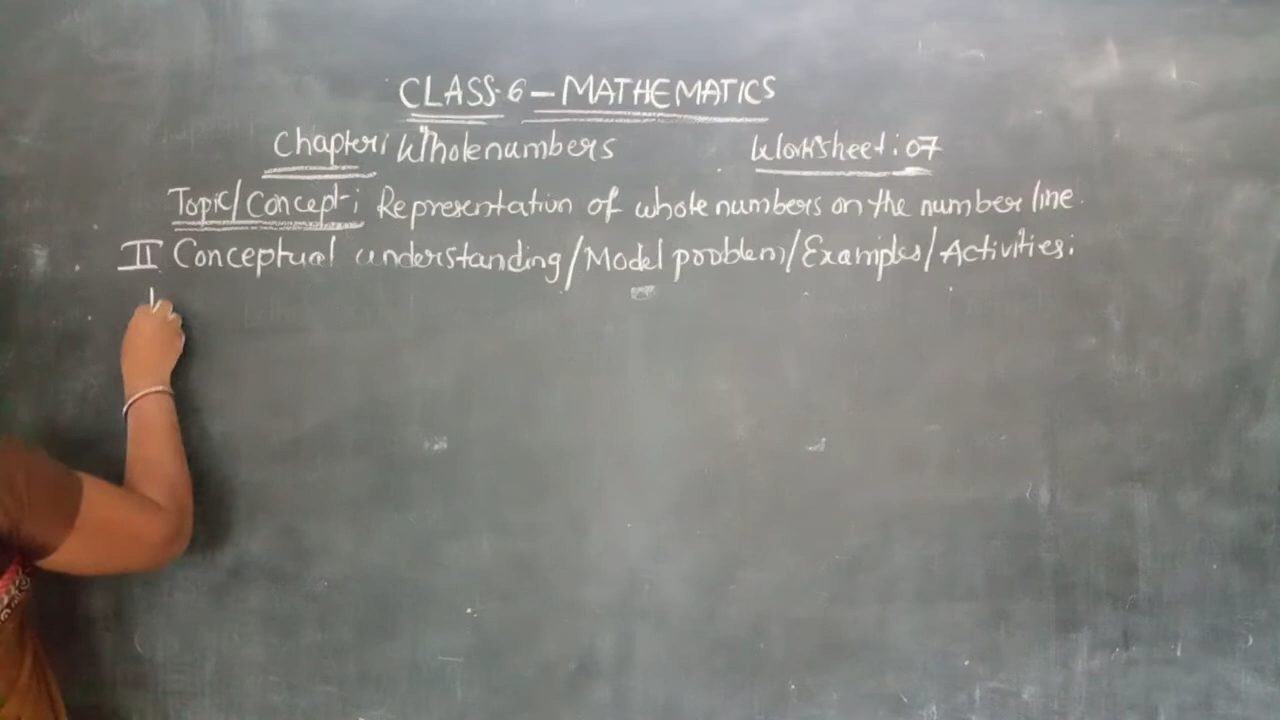 CLASS-6 - MATHEMATICS
Chapter: Wholenumbers Worksheet: 07
Topic/Concept: Representation of whole numbers on the number line.
II Conceptual understanding/Model problem/Examples/Activities: